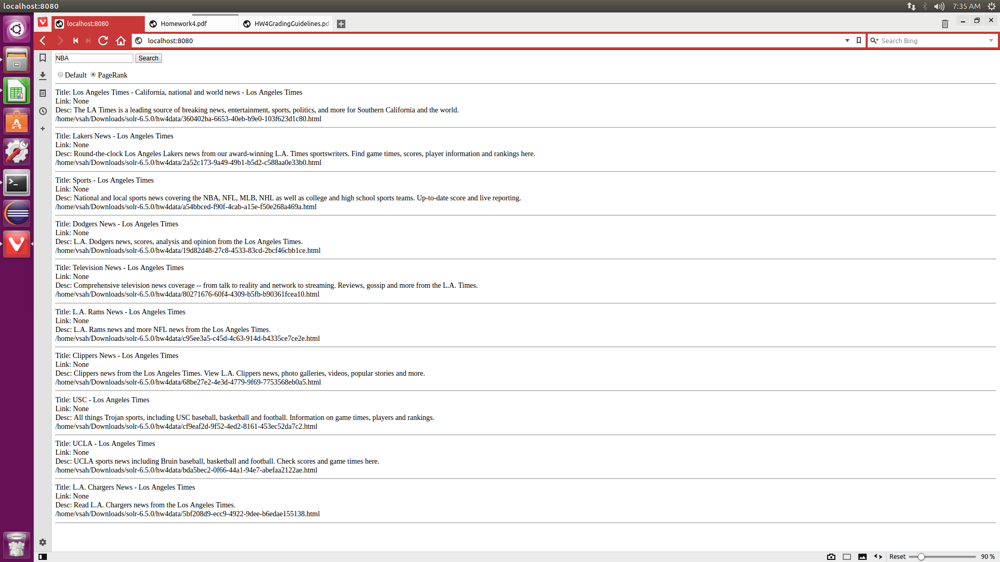 localhost:8080
7:35 AM
localhost:8080
Homework4.pdf
HW4GradingGuidelines.pd
localhost:8080
Search Bing
NBA
Search
Default
PageRank
Title: Los Angeles Times - California, national and world news - Los Angeles Times
Link: None
Desc: The LA Times is a leading source of breaking news, entertainment, sports, politics, and more for Southern California and the world.
/home/vsah/Downloads/solr-6.5.0/hw4data/360402ba-6653-40eb-b9e0-103f623d1c80.html
Title: Lakers News - Los Angeles Times
Link: None
Desc: Round-the-clock Los Angeles Lakers news from our award-winning L.A. Times sportswriters. Find game times, scores, player information and rankings here.
/home/vsah/Downloads/solr-6.5.0/hw4data/2a52c173-9a49-49b1-b5d2-c588aa0e33b0.html
Title: Sports - Los Angeles Times
Link: None
Desc: National and local sports news covering the NBA, NFL, MLB, NHL as well as college and high school sports teams. Up-to-date score and live reporting.
/home/vsah/Downloads/solr-6.5.0/hw4data/a54bbced-f90f-4cab-a15e-f50e268a469a.html
Title: Dodgers News - Los Angeles Times
Link: None
Desc: L.A. Dodgers news, scores, analysis and opinion from the Los Angeles Times.
/home/vsah/Downloads/solr-6.5.0/hw4data/19d82d48-27c8-4533-83cd-2bcf46cbb1ce.html
Title: Television News - Los Angeles Times
Link: None
Desc: Comprehensive television news coverage -- from talk to reality and network to streaming. Reviews, gossip and more from the L.A. Times.
/home/vsah/Downloads/solr-6.5.0/hw4data/80271676-60f4-4309-b5fb-b90361fcea10.html
Title: L.A. Rams News - Los Angeles Times
Link: None
Desc: L.A. Rams news and more NFL news from the Los Angeles Times.
/home/vsah/Downloads/solr-6.5.0/hw4data/c95ee3a5-c45d-4c63-914d-b4335ce7ce2e.html
Title: Clippers News - Los Angeles Times
Link: None
Desc: Clippers news from the Los Angeles Times. View L.A. Clippers news, photo galleries, videos, popular stories and more.
/home/vsah/Downloads/solr-6.5.0/hw4data/68be27e2-4e3d-4779-9f69-7753568eb0a5.html
Title: USC - Los Angeles Times
Link: None
Desc: All things Trojan sports, including USC baseball, basketball and football. Information on game times, players and rankings.
/home/vsah/Downloads/solr-6.5.0/hw4data/cf9eaf2d-9f52-4ed2-8161-453ec52da7c2.html
Title: UCLA - Los Angeles Times
Link: None
Desc: UCLA sports news including Bruin baseball, basketball and football. Check scores and game times here.
/home/vsah/Downloads/solr-6.5.0/hw4data/bda5bec2-0f66-44a1-94e7-abefaa2122ae.html
Title: L.A. Chargers News - Los Angeles Times
Link: None
Desc: Read L.A. Chargers news from the Los Angeles Times.
/home/vsah/Downloads/solr-6.5.0/hw4data/5bf208d9-ecc9-4922-9dee-b6edae155138.html
Reset
90 %